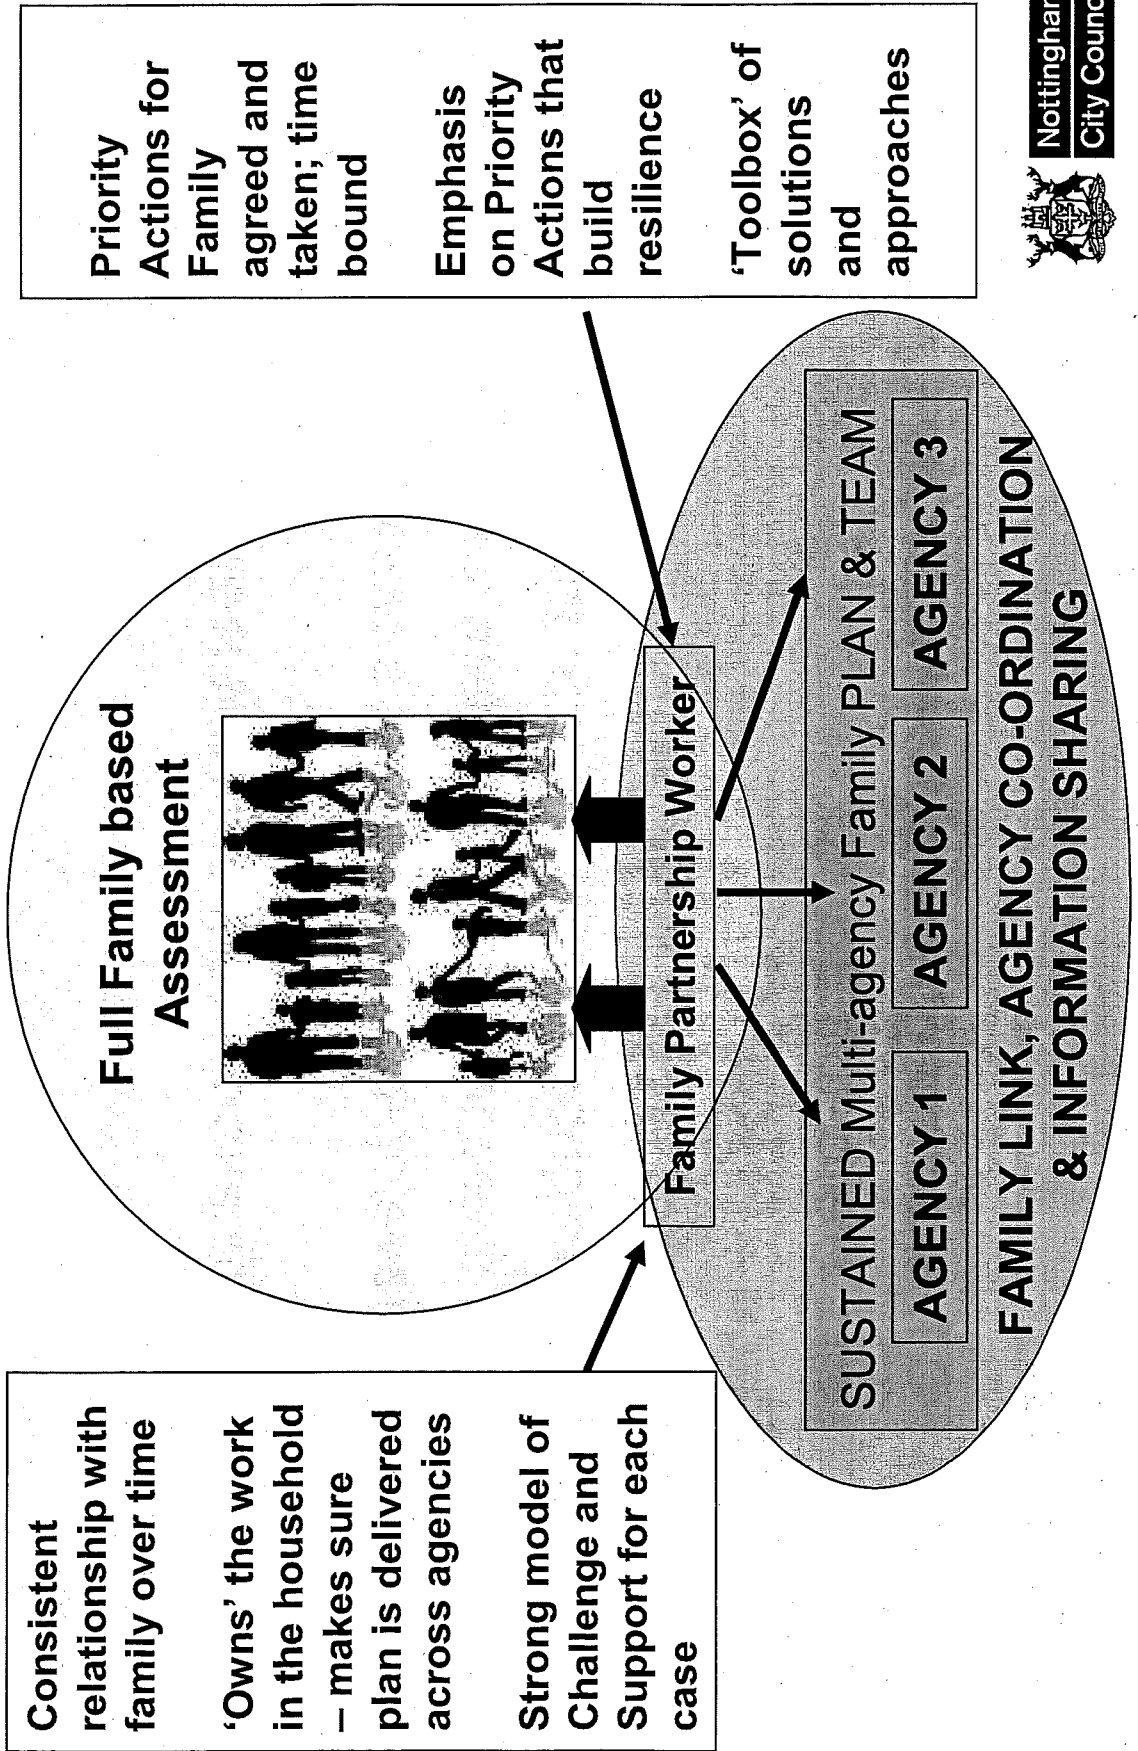 Consistent
relationship with
family over time
'Owns' the work
in the household
– makes sure
plan is delivered
across agencies
Strong model of
Challenge and
Support for each
case
Full Family based
Assessment
Family Partnership Worker
SUSTAINED Multi-agency Family PLAN & TEAM
AGENCY 1
AGENCY 2
AGENCY 3
FAMILY LINK, AGENCY CO-ORDINATION
& INFORMATION SHARING
Priority
Actions for
Family
agreed and
taken; time
bound
Emphasis
on Priority
Actions that
build
resilience
'Toolbox' of
solutions
and
approaches
Nottingham
City Counc